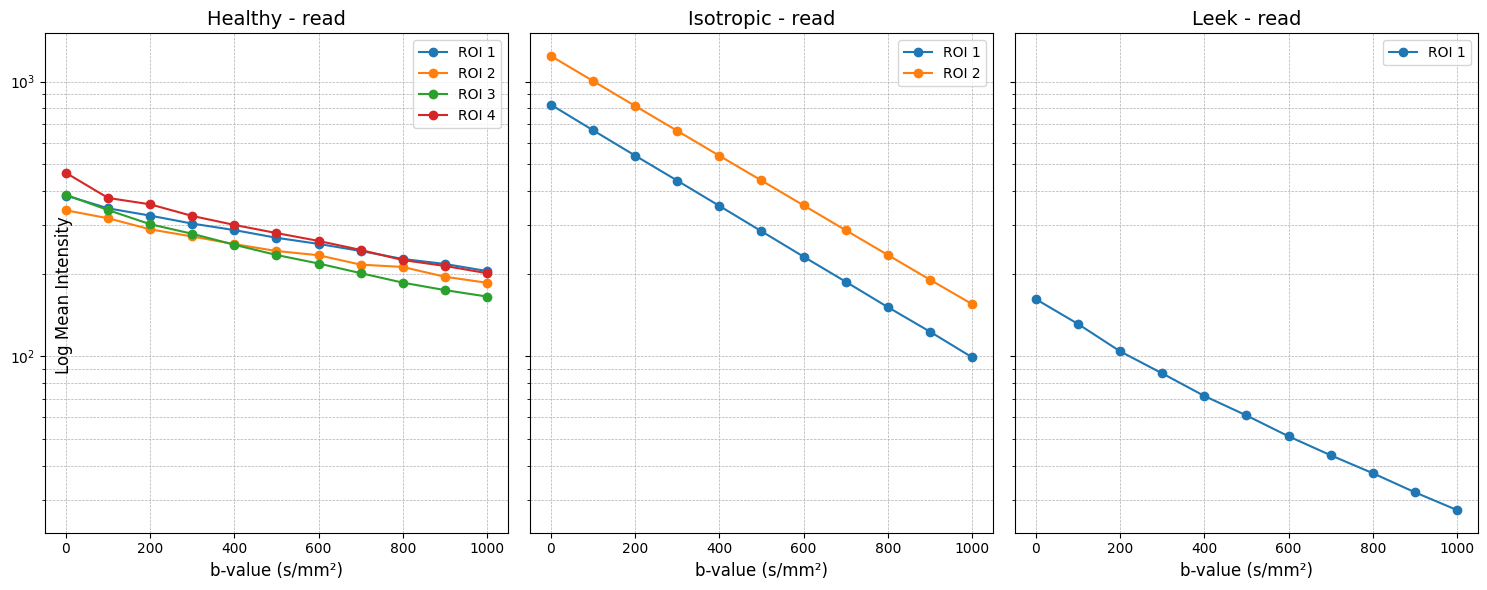 Healthy - read
Isotropic - read
Leek - read
ROI 1
ROI 2
ROI 3
ROI 4
ROI 1
ROI 2
ROI 1
10³
10²
Log Mean Intensity
0 200 400 600 800 1000
0 200 400 600 800 1000
0 200 400 600 800 1000
b-value (s/mm²)
b-value (s/mm²)
b-value (s/mm²)